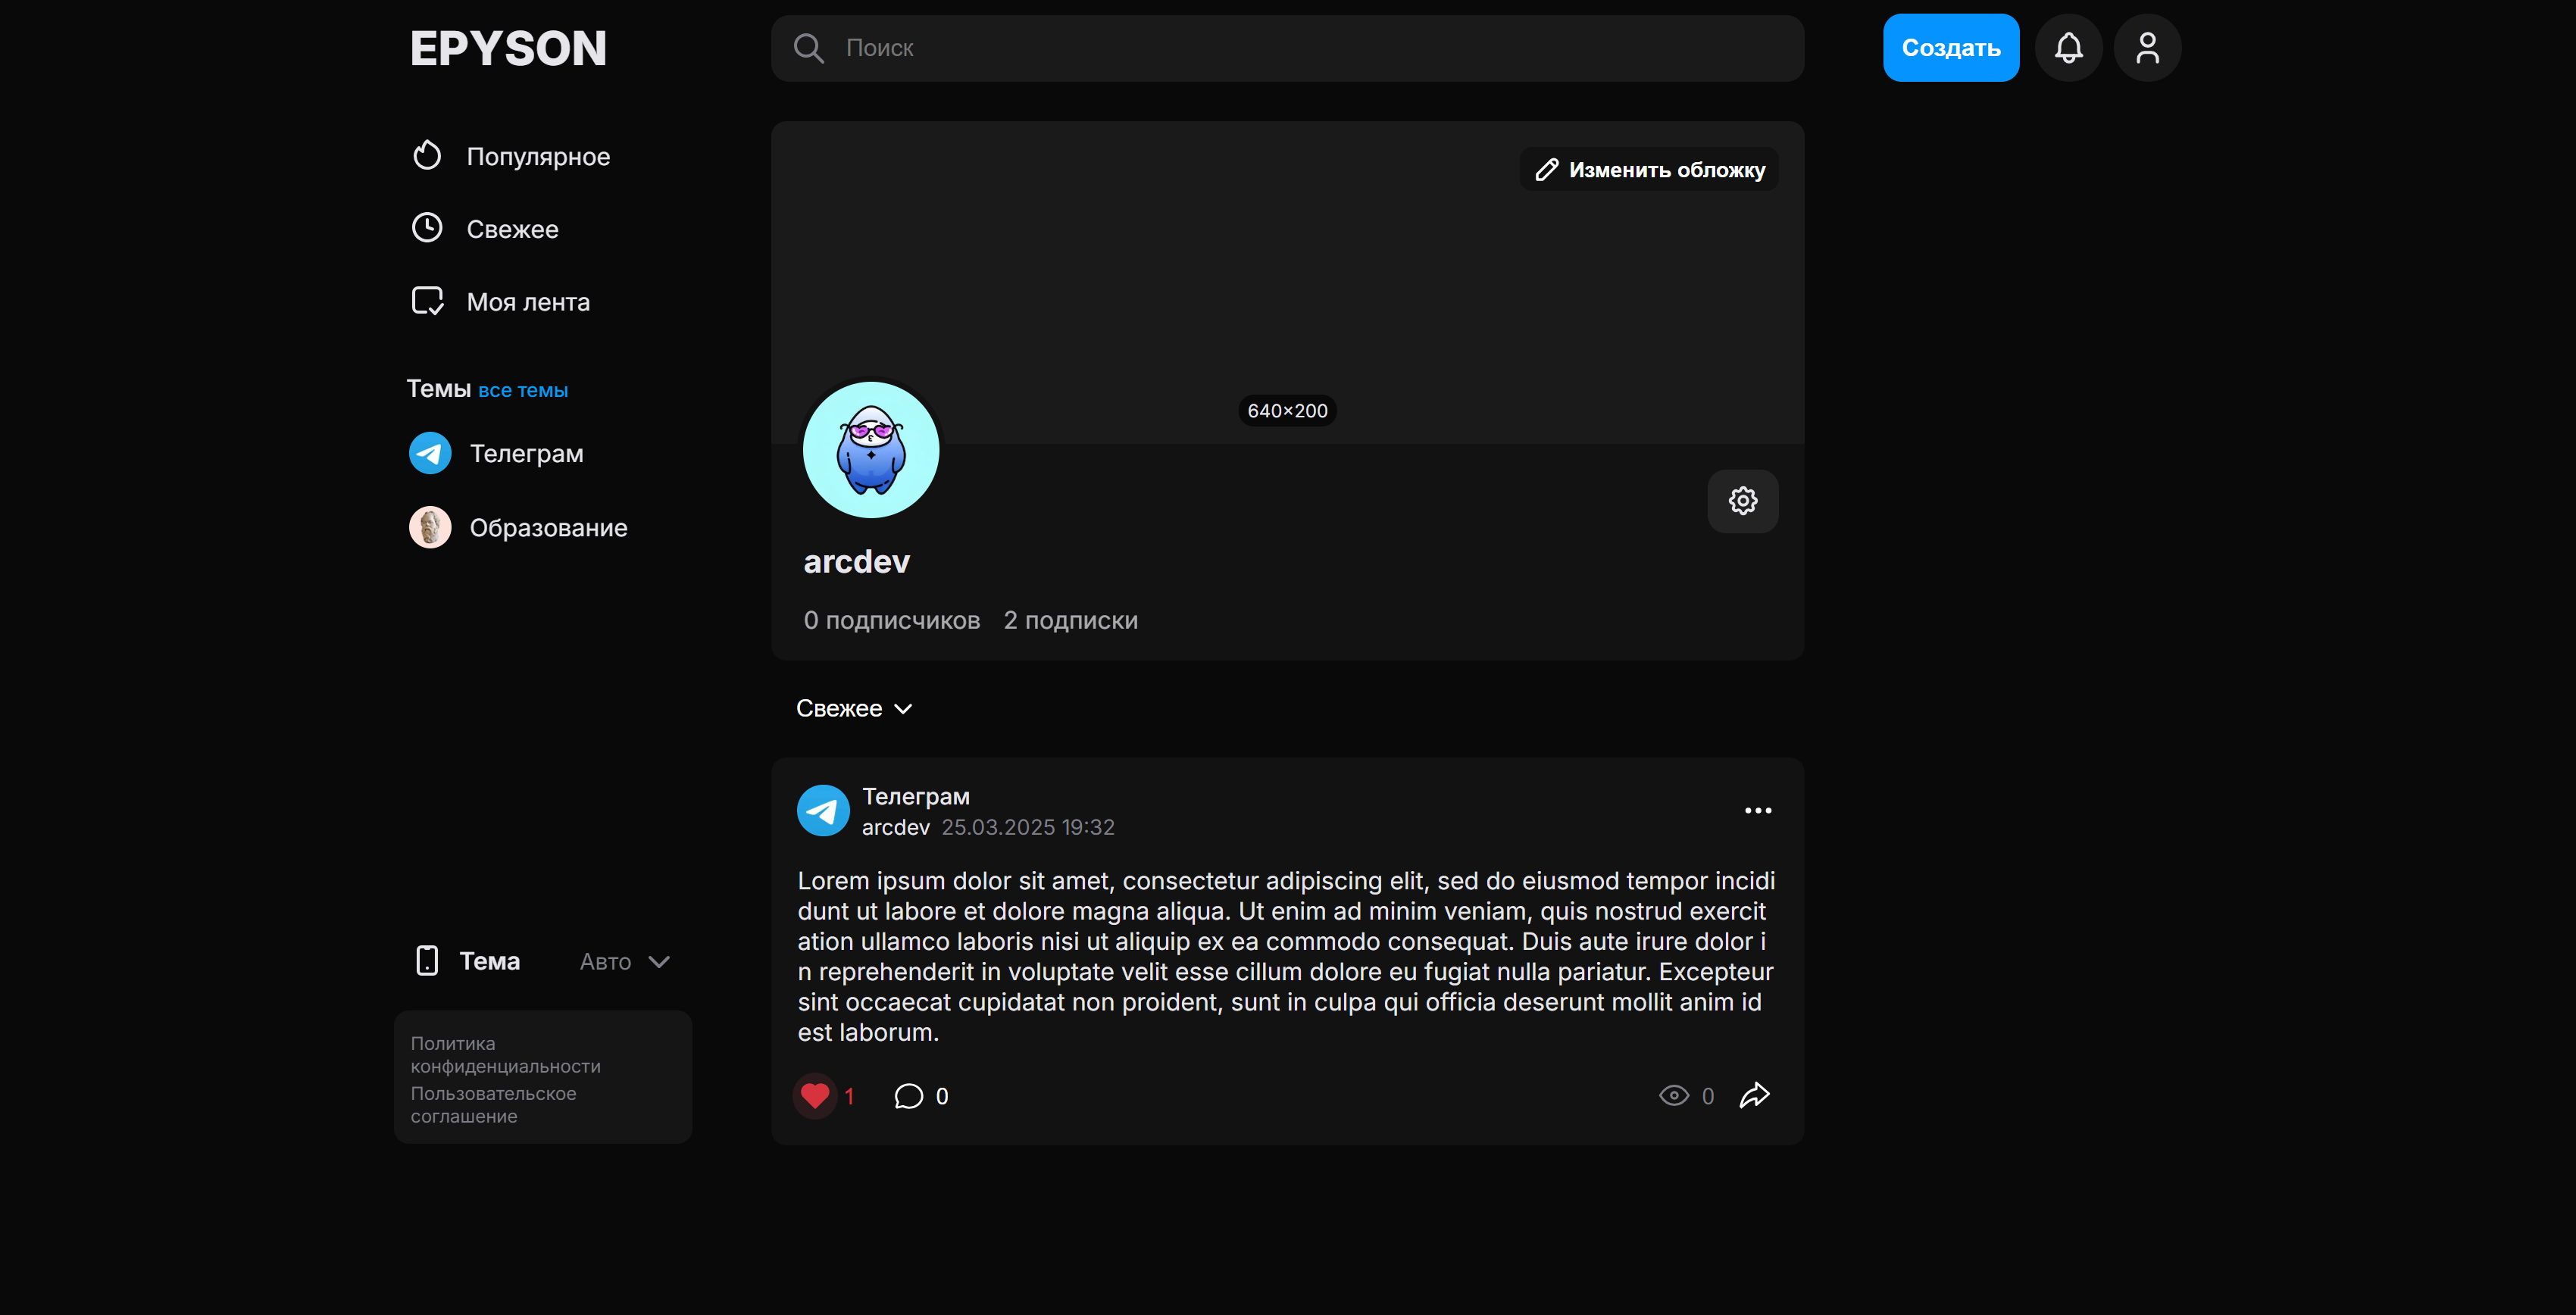 EPYSON
Поиск
Создать
Популярное
Свежее
Моя лента
Темы все темы
Телеграм
Образование
Тема Авто
Политика
конфиденциальности
Пользовательское
соглашение
Изменить обложку
640×200
arcdev
0 подписчиков 2 подписки
Свежее
Телеграм
arcdev 25.03.2025 19:32
Lorem ipsum dolor sit amet, consectetur adipiscing elit, sed do eiusmod tempor incidi
dunt ut labore et dolore magna aliqua. Ut enim ad minim veniam, quis nostrud exercit
ation ullamco laboris nisi ut aliquip ex ea commodo consequat. Duis aute irure dolor i
n reprehenderit in voluptate velit esse cillum dolore eu fugiat nulla pariatur. Excepteur
sint occaecat cupidatat non proident, sunt in culpa qui officia deserunt mollit anim id
est laborum.
1 0 0